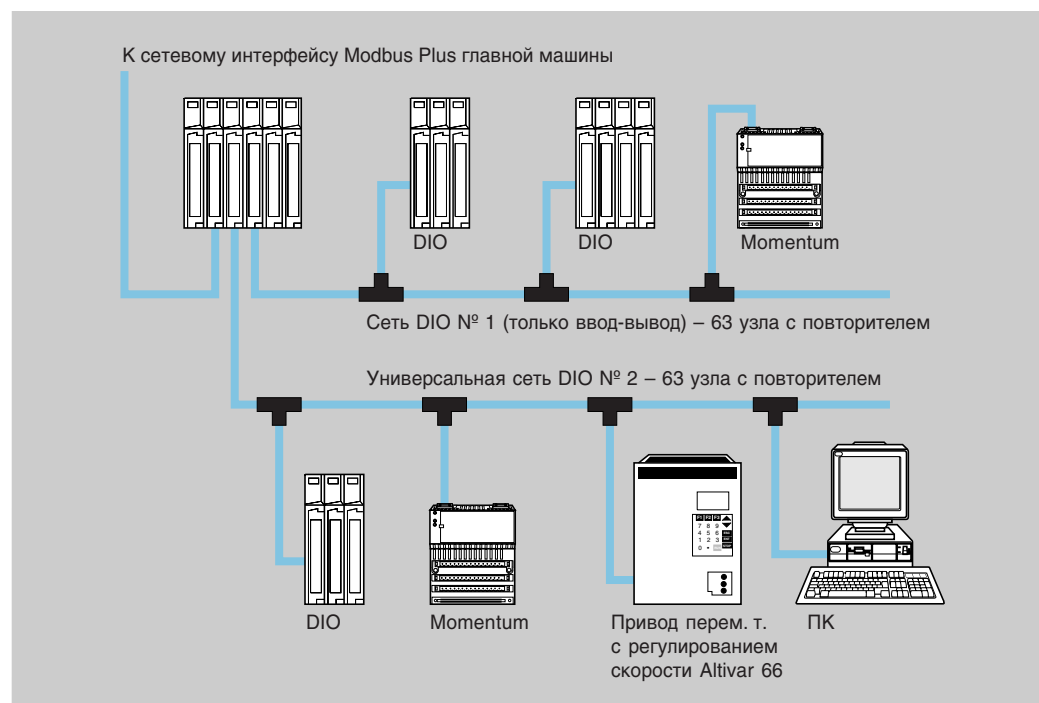 К сетевому интерфейсу Modbus Plus главной машины
DIO
DIO
Momentum
Сеть DIO № 1 (только ввод-вывод) – 63 узла с повторителем
Универсальная сеть DIO № 2 – 63 узла с повторителем
7 8 9
4 5 6
1 2 3
0
DIO
Momentum
Привод перем. т.
с регулированием
скорости Altivar 66
ПК